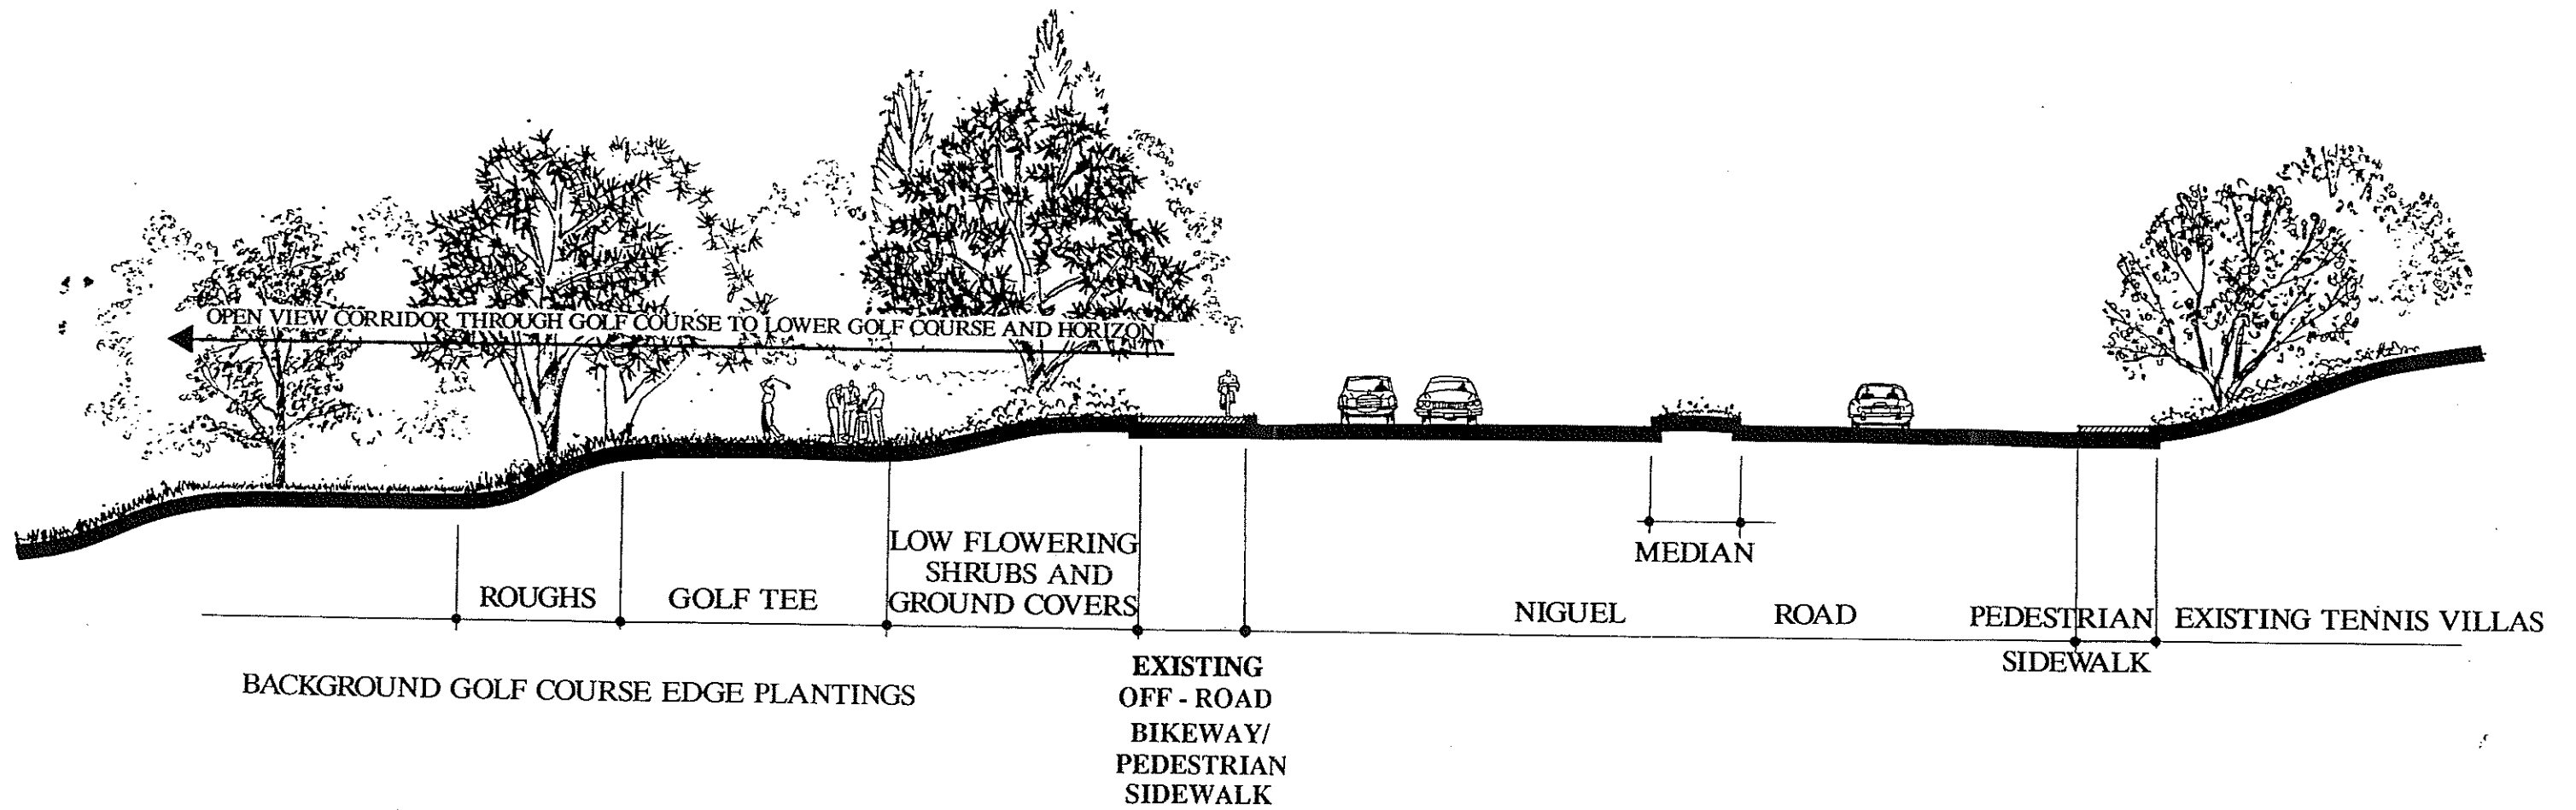 OPEN VIEW CORRIDOR THROUGH GOLF COURSE TO LOWER GOLF COURSE AND HORIZON
ROUGHS
GOLF TEE
LOW FLOWERING
SHRUBS AND
GROUND COVERS
MEDIAN
NIGUEL
ROAD
PEDESTRIAN
SIDEWALK
EXISTING TENNIS VILLAS
BACKGROUND GOLF COURSE EDGE PLANTINGS
EXISTING
OFF - ROAD
BIKEWAY/
PEDESTRIAN
SIDEWALK